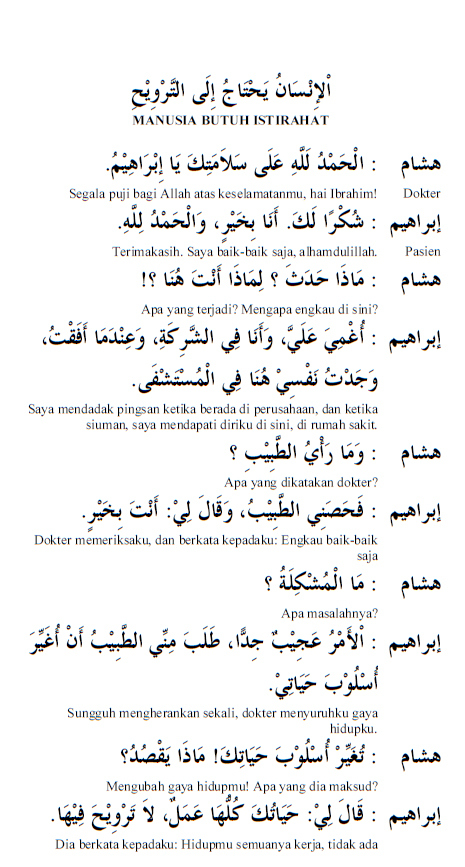 اْلإِنْسَانُ يَحْتَاجُ إِلَى التَّرْوِيْحِ
MANUSIA BUTUH ISTIRAHAT
هشام : الْحَمْدُ لَلَّهِ عَلَى سَلاَمَتِكَ يَا إِبْرَاهِيْمُ.
Segala puji bagi Allah atas keselamatanmu, hai Ibrahim! Dokter
إبراهيم : شُكْرًا لَكَ. أَنَا بِخَيْرٍ، وَالْحَمْدُ لِلَّهِ.
Terimakasih. Saya baik-baik saja, alhamdulillah. Pasien
هشام : مَاذَا حَدَثَ ؟ لِمَاذَا أَنْتَ هُنَا ؟!
Apa yang terjadi? Mengapa engkau di sini?
إبراهيم : أُغْمِيَ عَلَيَّ، وَأَنَا فِي الشَّرِكَةِ، وَعِنْدَمَا أَفَقْتُ،
وَجَدْتُ نَفْسِيْ هُنَا فِي الْمُسْتَشْفَى.
Saya mendadak pingsan ketika berada di perusahaan, dan ketika
siuman, saya mendapati diriku di sini, di rumah sakit.
هشام : وَمَا رَأْيُ الطَّبِيْبِ ؟
Apa yang dikatakan dokter?
إبراهيم : فَحَصَنِي الطَّبِيْبُ، وَقَالَ لِيْ: أَنْتَ بِخَيْرٍ.
Dokter memeriksaku, dan berkata kepadaku: Engkau baik-baik
saja
هشام : مَا الْمُشْكِلَةُ ؟
Apa masalahnya?
إبراهيم : اْلأَمْرُ عَجِيْبٌ جِدًّا، طَلَبَ مِنِّي الطَّبِيْبُ أَنْ أُغَيِّرَ
أُسْلُوْبَ حَيَاتِيْ.
Sungguh mengherankan sekali, dokter menyuruhku gaya
hidupku.
هشام : تُغَيِّرْ أُسْلُوْبَ حَيَاتِكَ! مَاذَا يَقْصُدُ؟
Mengubah gaya hidupmu! Apa yang dia maksud?
إبراهيم : قَالَ لِيْ: حَيَاتُكَ كُلُّهَا عَمَلٌ، لاَ تَرْوِيْحَ فِيْهَا.
Dia berkata kepadaku: Hidupmu semuanya kerja, tidak ada